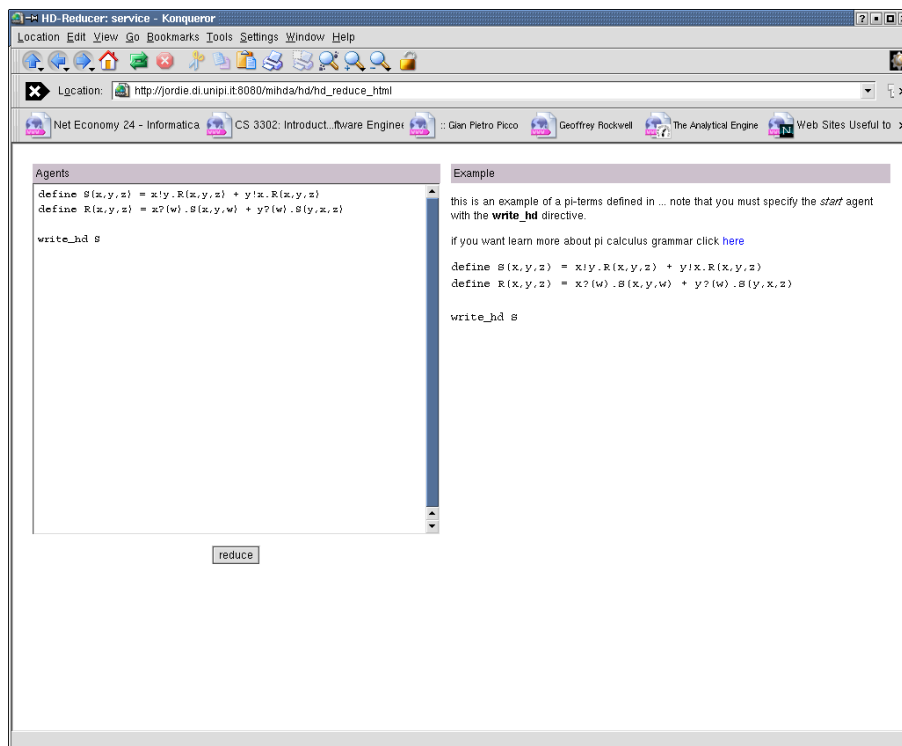 HD-Reducer: service - Konqueror
Location Edit View Go Bookmarks Tools Settings Window Help
Location: http://jordie.di.unipi.it:8080/mihda/hd/hd_reduce_html
Net Economy 24 - Informatica CS 3302: Introduct...ftware Engineer :: Gian Pietro Picco Geoffrey Rockwell The Analytical Engine Web Sites Useful to
Agents
define S(x,y,z) = x!y.R(x,y,z) + y!x.R(x,y,z)
define R(x,y,z) = x?(w).S(x,y,w) + y?(w).S(y,x,z)
write_hd S
reduce
Example
this is an example of a pi-terms defined in ... note that you must specify the start agent
with the write_hd directive.
if you want learn more about pi calculus grammar click here
define S(x,y,z) = x!y.R(x,y,z) + y!x.R(x,y,z)
define R(x,y,z) = x?(w).S(x,y,w) + y?(w).S(y,x,z)
write_hd S